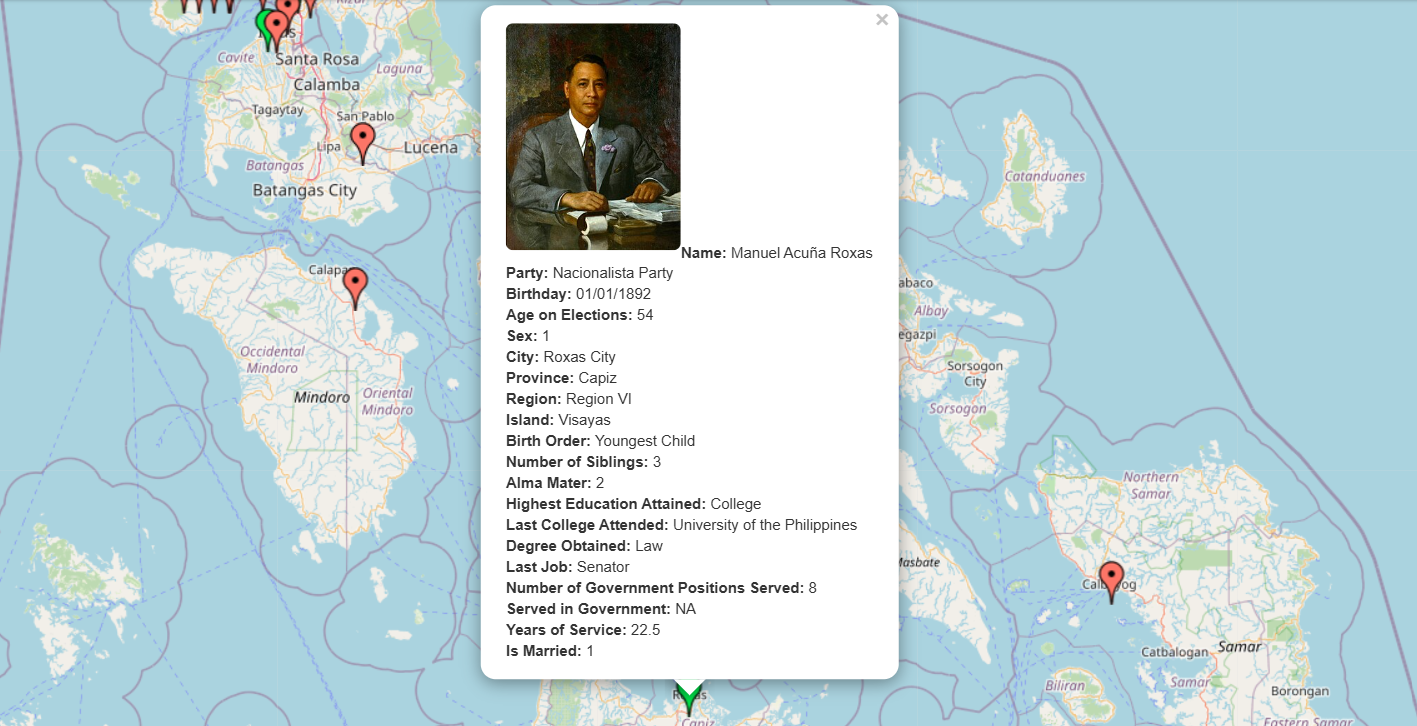 ×
Cavite
Santa Rosa
Laguna
Calamba
Tagaytay
San Pablo
Lipa
Lucena
Batangas
Batangas City
Catanduanes
Name: Manuel Acuña Roxas
Party: Nacionalista Party
Birthday: 01/01/1892
Age on Elections: 54
Sex: 1
City: Roxas City
Province: Capiz
Region: Region VI
Island: Visayas
Birth Order: Youngest Child
Number of Siblings: 3
Alma Mater: 2
Highest Education Attained: College
Last College Attended: University of the Philippines
Degree Obtained: Law
Last Job: Senator
Number of Government Positions Served: 8
Served in Government: NA
Years of Service: 22.5
Is Married: 1
Occidental
Mindoro
Mindoro
Oriental
Mindoro
Albay
Sorsogon
City
Sorsogon
Northern
Samar
Masbate
Catbalogan
Samar
Samar
Biliran
Borongan
Capiz
Eastern Samar